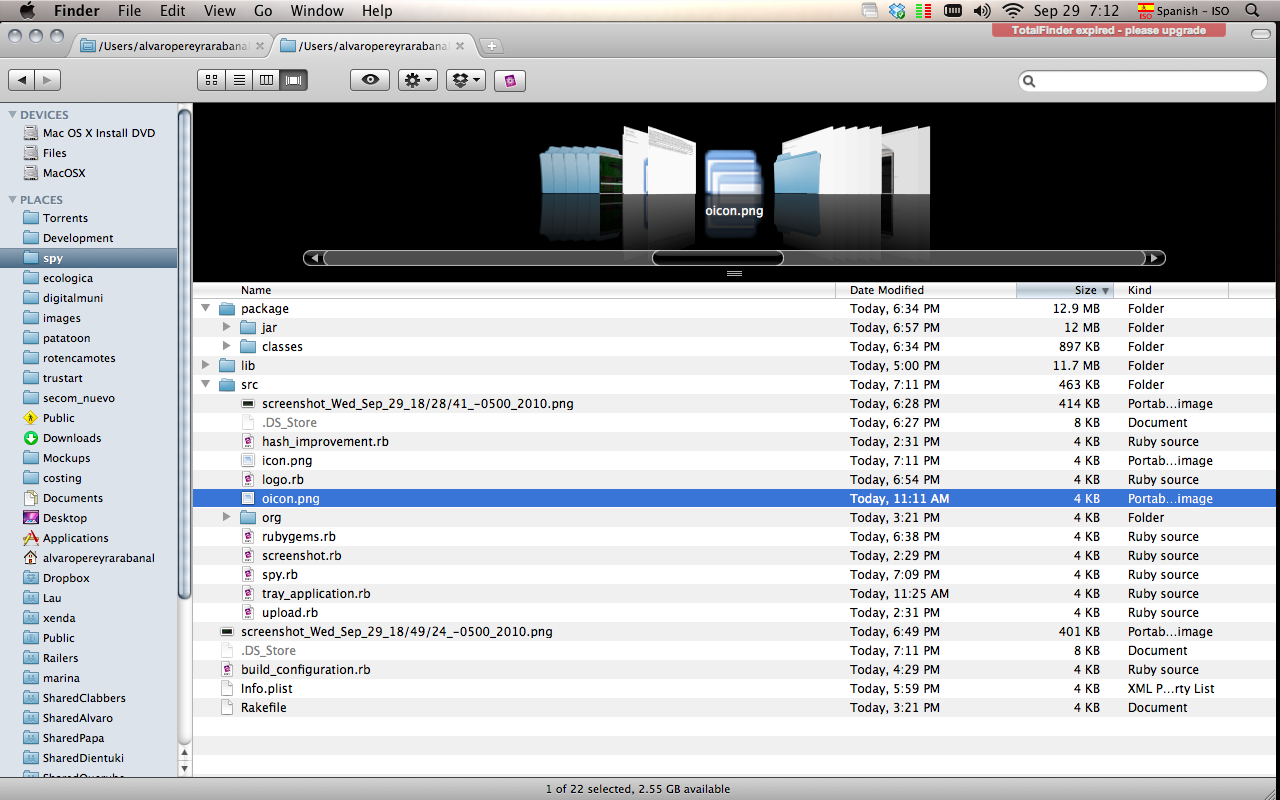 Finder File Edit View Go Window Help Sep 29 7:12 ISO Spanish - ISO
TotalFinder expired - please upgrade
/Users/alvaropereyrarabanal /Users/alvaropereyrarabanal
DEVICES
Mac OS X Install DVD
Files
MacOSX
PLACES
Torrents
Development
spy
ecologica
digitalmuni
images
patatoon
rotencamotes
trustart
secom_nuevo
Public
Downloads
Mockups
costing
Documents
Desktop
Applications
alvaropereyrarabanal
Dropbox
Lau
xenda
Public
Railers
marina
SharedClabbers
SharedAlvaro
SharedPapa
SharedDientuki
oicon.png
Name Date Modified Size Kind
package Today, 6:34 PM 12.9 MB Folder
jar Today, 6:57 PM 12 MB Folder
classes Today, 6:34 PM 897 KB Folder
lib Today, 5:00 PM 11.7 MB Folder
src Today, 7:11 PM 463 KB Folder
screenshot_Wed_Sep_29_18/28/41_-0500_2010.png Today, 6:28 PM 414 KB Portab...image
.DS_Store Today, 6:27 PM 8 KB Document
hash_improvement.rb Today, 2:31 PM 4 KB Ruby source
icon.png Today, 7:11 PM 4 KB Portab...image
logo.rb Today, 6:54 PM 4 KB Ruby source
oicon.png Today, 11:11 AM 4 KB Portab...image
org Today, 3:21 PM 4 KB Folder
rubygems.rb Today, 6:38 PM 4 KB Ruby source
screenshot.rb Today, 2:29 PM 4 KB Ruby source
spy.rb Today, 7:09 PM 4 KB Ruby source
tray_application.rb Today, 11:25 AM 4 KB Ruby source
upload.rb Today, 2:31 PM 4 KB Ruby source
screenshot_Wed_Sep_29_18/49/24_-0500_2010.png Today, 6:49 PM 401 KB Portab...image
.DS_Store Today, 7:11 PM 8 KB Document
build_configuration.rb Today, 4:29 PM 4 KB Ruby source
Info.plist Today, 5:59 PM 4 KB XML P...rty List
Rakefile Today, 3:21 PM 4 KB Document
1 of 22 selected, 2.55 GB available